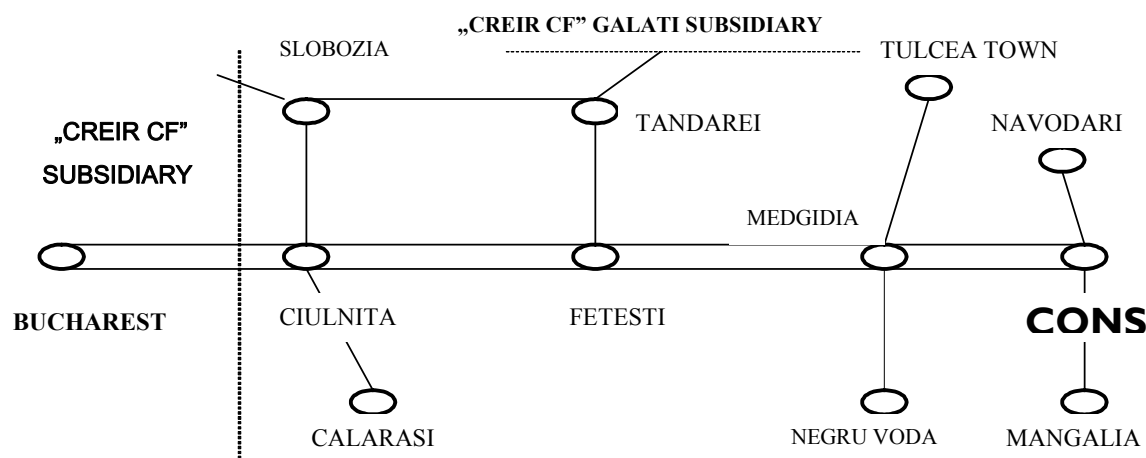 „CREIR CF” GALATI SUBSIDIARY
SLOBOZIA
TULCEA TOWN
„CREIR CF”
SUBSIDIARY
TANDAREI
NAVODARI
MEDGIDIA
BUCHAREST
CIULNITA
FETESTI
CONS
CALARASI
NEGRU VODA
MANGALIA